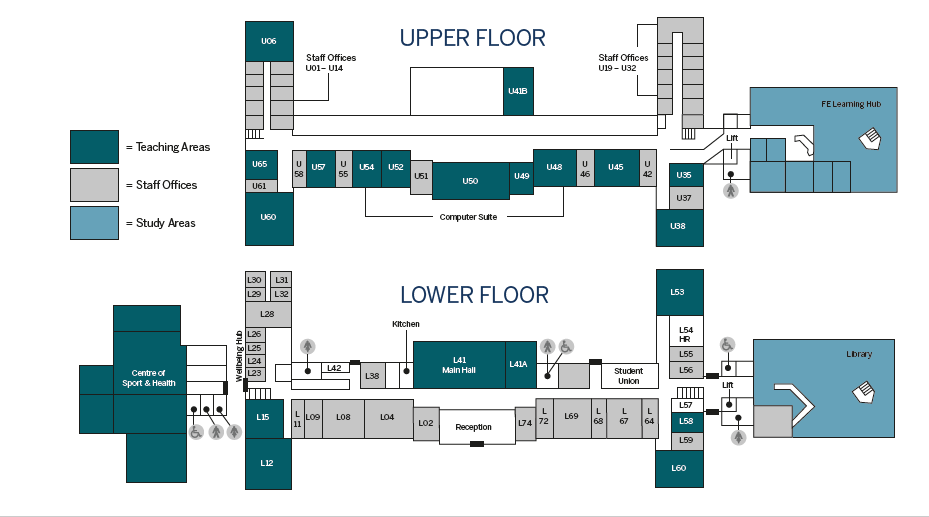 UPPER FLOOR
U06
Staff Offices
U01 – U14
Staff Offices
U19 – U32
U41B
FE Learning Hub
Lift
= Teaching Areas
= Staff Offices
= Study Areas
U65
U61
U60
U
58
U57
U
55
U54
U52
U51
U50
U49
U48
U
46
U45
U
42
U35
U37
U38
Computer Suite
LOWER FLOOR
L30
L31
L29
L32
L28
L26
L25
L24
L23
Wellbeing Hub
Kitchen
L42
L38
L41
Main Hall
L41A
Student
Union
L53
L54
HR
L55
L56
Library
Lift
Centre of
Sport & Health
L15
L12
L
11
L09
L08
L04
L02
Reception
L74
L
72
L69
L
68
L
67
L
64
L57
L58
L59
L60